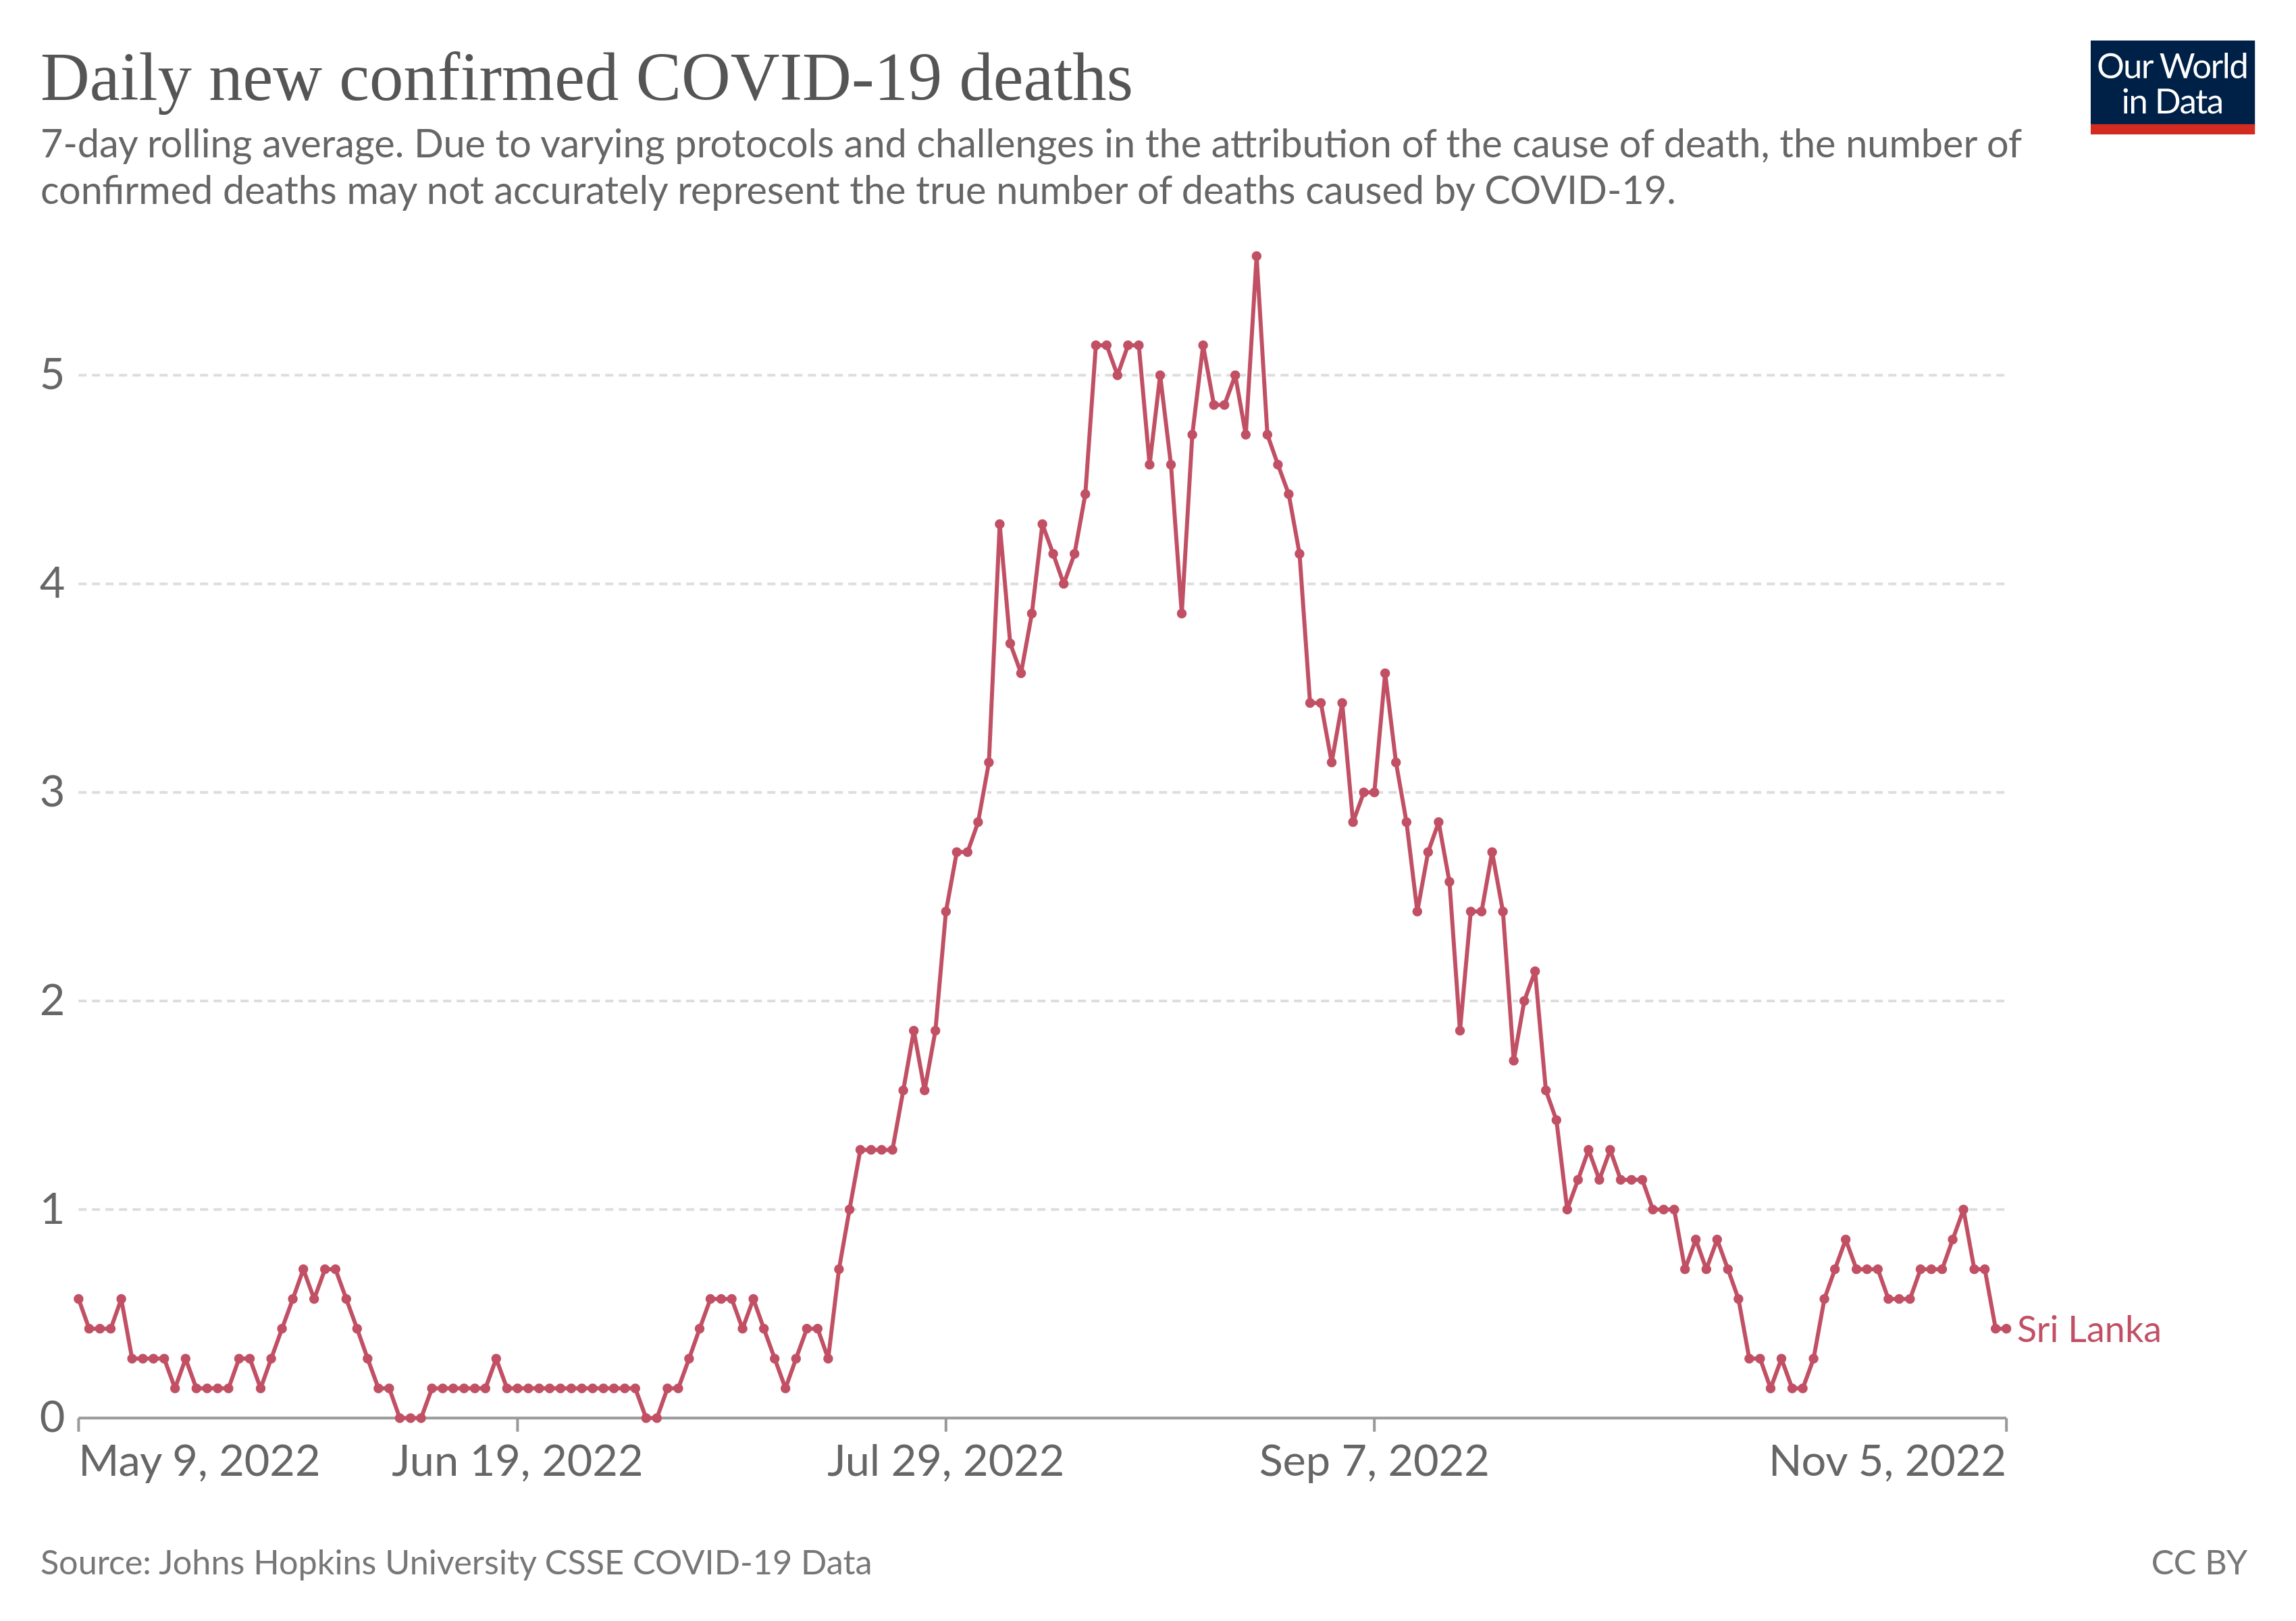 Daily new confirmed COVID-19 deaths
Our World
in Data
7-day rolling average. Due to varying protocols and challenges in the attribution of the cause of death, the number of
confirmed deaths may not accurately represent the true number of deaths caused by COVID-19.
5
4
3
2
1
0
Sri Lanka
May 9, 2022
Jun 19, 2022
Jul 29, 2022
Sep 7, 2022
Nov 5, 2022
Source: Johns Hopkins University CSSE COVID-19 Data
CC BY